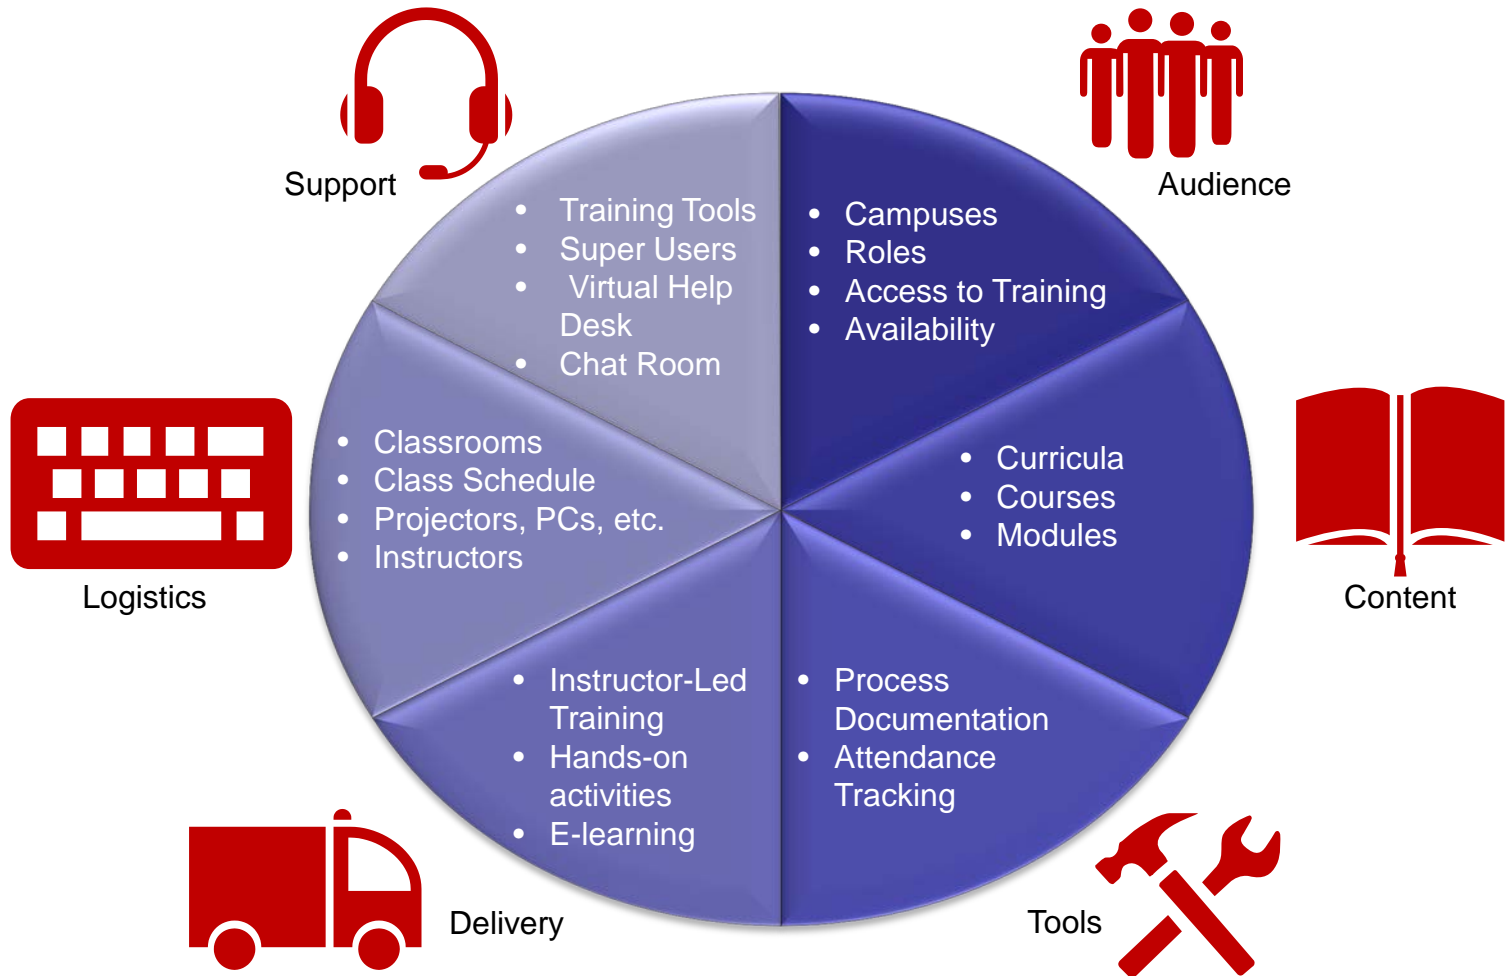 Support
• Training Tools
• Super Users
• Virtual Help
Desk
• Chat Room
Audience
• Campuses
• Roles
• Access to Training
• Availability
Logistics
• Classrooms
• Class Schedule
• Projectors, PCs, etc.
• Instructors
Content
• Curricula
• Courses
• Modules
Delivery
• Instructor-Led
Training
• Hands-on
activities
• E-learning
Tools
• Process
Documentation
• Attendance
Tracking